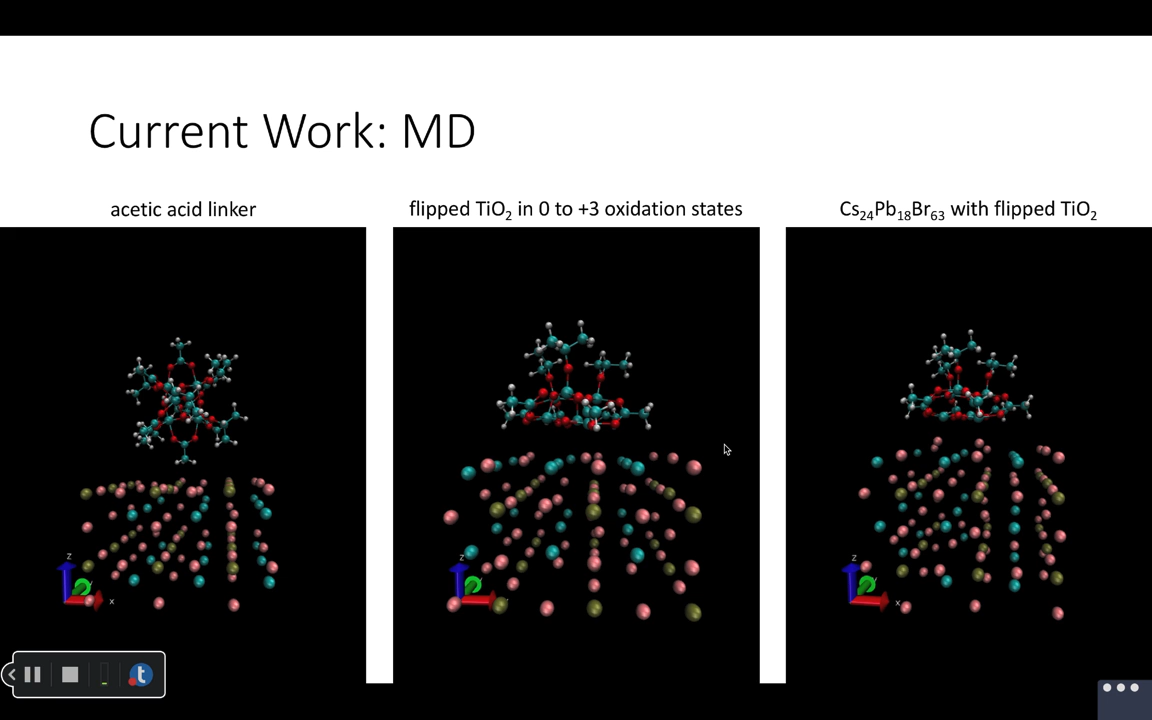 Current Work: MD
acetic acid linker
flipped TiO₂ in 0 to +3 oxidation states
Cs₂₄Pb₁₈Br₆₃ with flipped TiO₂
z
x
z
z
x
t